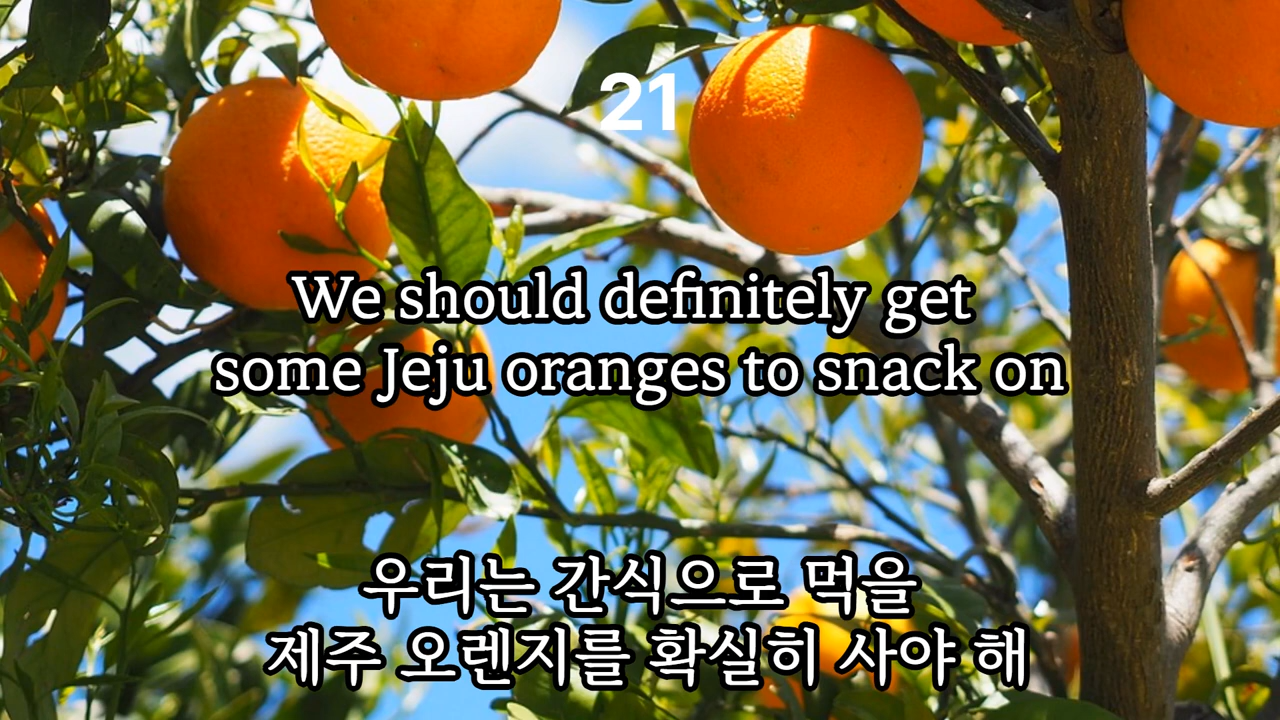 21
We should definitely get
some Jeju oranges to snack on
우리는 간식으로 먹을
제주 오렌지를 확실히 사야 해